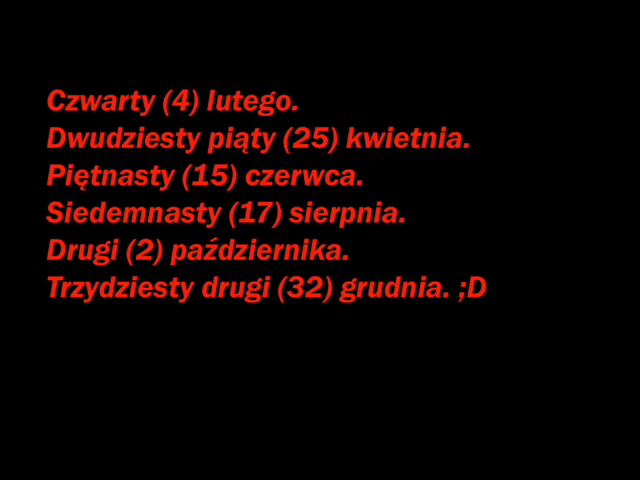 Czwarty (4) lutego.
Dwudziesty piąty (25) kwietnia.
Piętnasty (15) czerwca.
Siedemnasty (17) sierpnia.
Drugi (2) października.
Trzydziesty drugi (32) grudnia. ;D